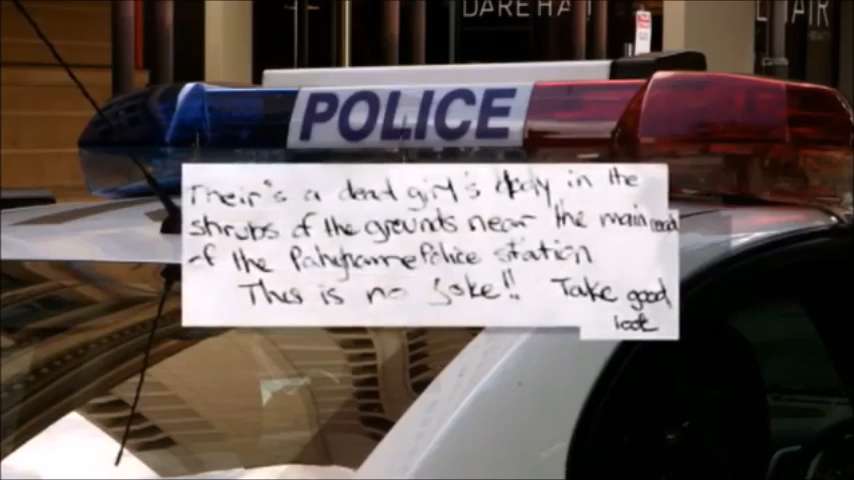 DARE HA
AIR
POLICE
Their's a dead girl's body in the
shrubs of the grounds near the main road
of the Police station
This is no Joke!! Take good
look